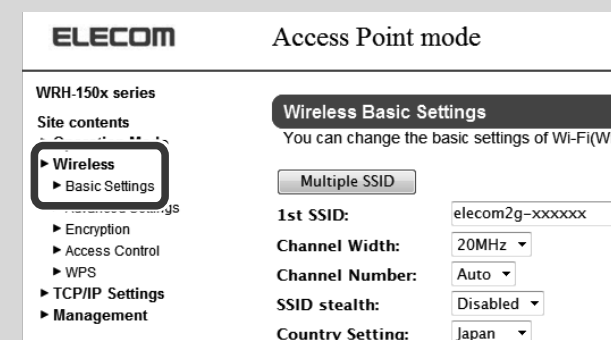 ELECOM
Access Point mode
WRH-150x series
Site contents
Wireless
Basic Settings
Encryption
Access Control
WPS
TCP/IP Settings
Management
Wireless Basic Settings
You can change the basic settings of Wi-Fi(W
Multiple SSID
1st SSID: elecom2g-xxxxxx
Channel Width: 20MHz
Channel Number: Auto
SSID stealth: Disabled
Country Setting: Japan